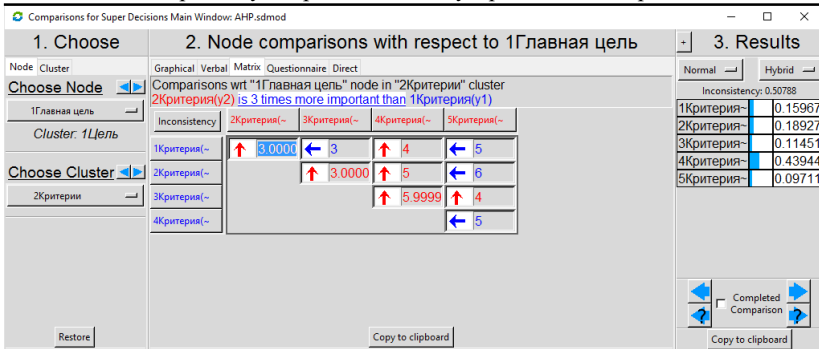 Comparisons for Super Decisions Main Window: AHP.sdmod
1. Choose
2. Node comparisons with respect to 1Главная цель
+ 3. Results
Node Cluster
Graphical Verbal Matrix Questionnaire Direct
Normal Hybrid
Choose Node
Comparisons wrt "1Главная цель" node in "2Критерии" cluster
2Критерия(y2) is 3 times more important than 1Критерия(y1)
Inconsistency: 0.50788
1Главная цель
Cluster: 1Цель
Inconsistency 2Критерия(~ 3Критерия(~ 4Критерия(~ 5Критерия(~
1Критерия~ 0.15967
2Критерия~ 0.18927
3Критерия~ 0.11451
4Критерия~ 0.43944
5Критерия~ 0.09711
1Критерия(~ 3.0000 3 4 5
Choose Cluster
2Критерии
2Критерия(~ 3.0000 5 6
3Критерия(~ 5.9999 4
4Критерия(~ 5
Completed
Comparison
? ?
Restore
Copy to clipboard
Copy to clipboard